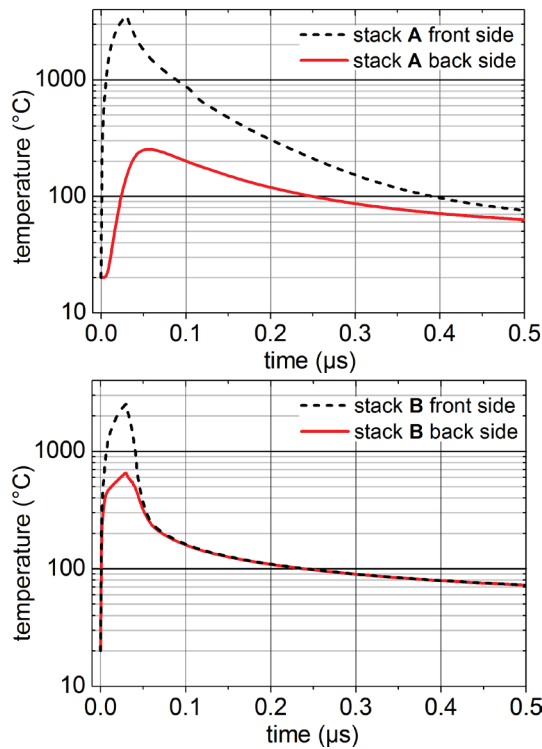 stack A front side
stack A back side
temperature (°C)
1000
100
10
0.0 0.1 0.2 0.3 0.4 0.5
time (µs)
stack B front side
stack B back side
temperature (°C)
1000
100
10
0.0 0.1 0.2 0.3 0.4 0.5
time (µs)